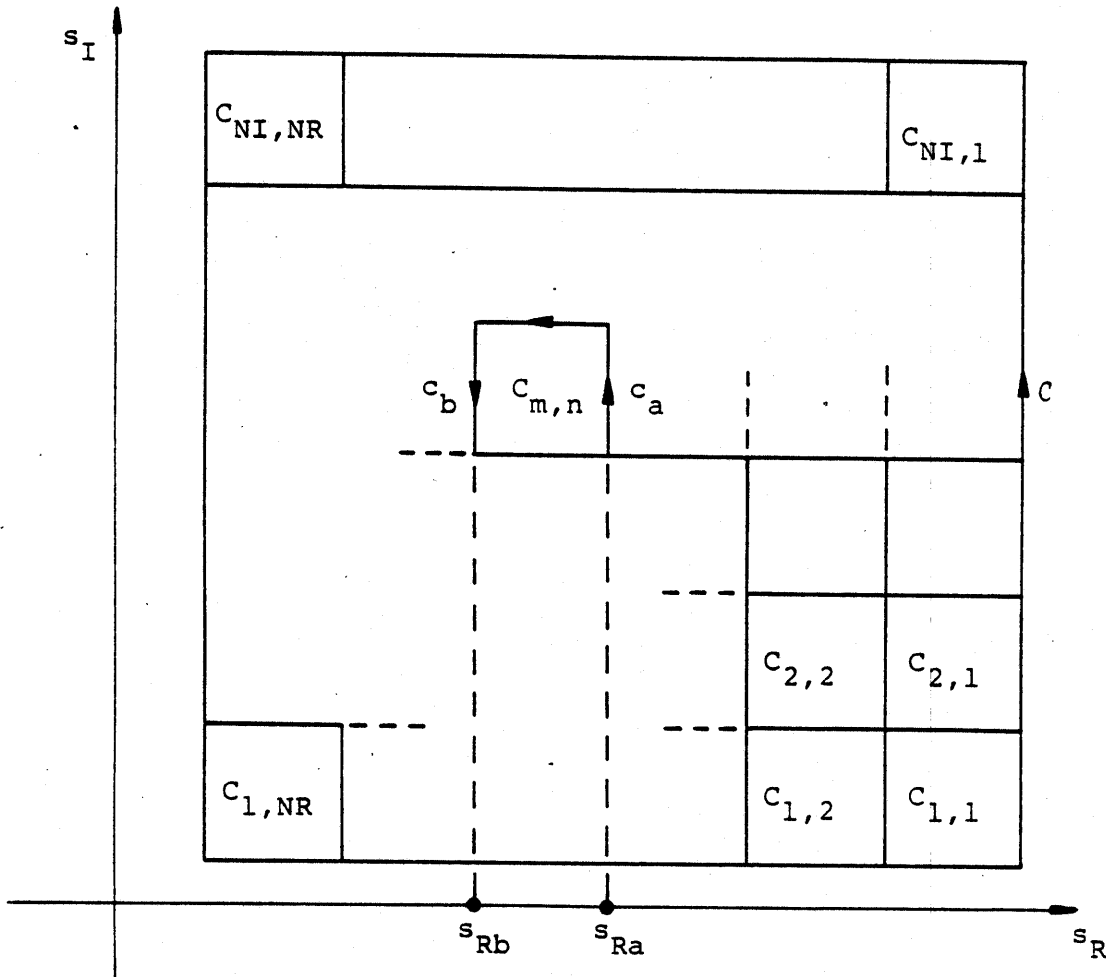 s_I
C_NI,NR
C_NI,1
c_b
C_m,n
c_a
C
C_2,2
C_2,1
C_1,NR
C_1,2
C_1,1
s_Rb
s_Ra
s_R